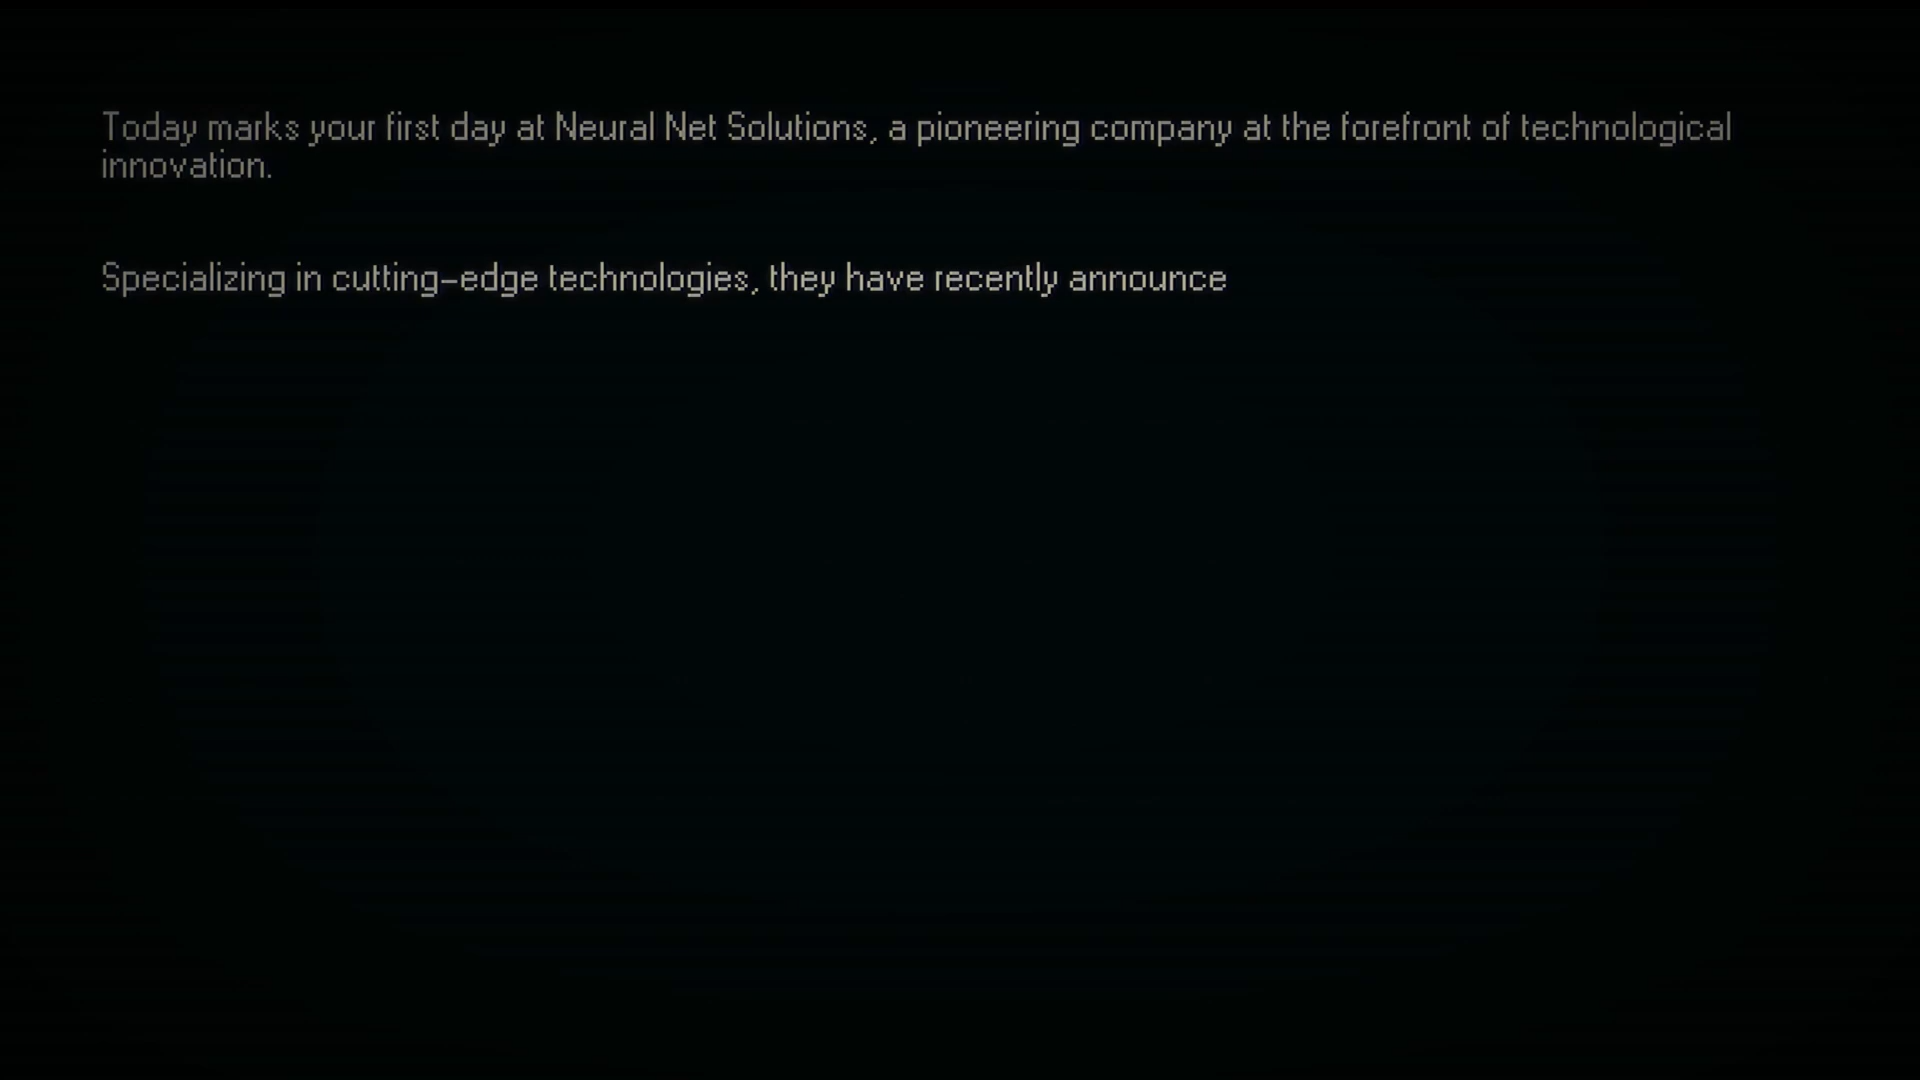 Today marks your first day at Neural Net Solutions, a pioneering company at the forefront of technological
innovation.
Specializing in cutting-edge technologies, they have recently announce